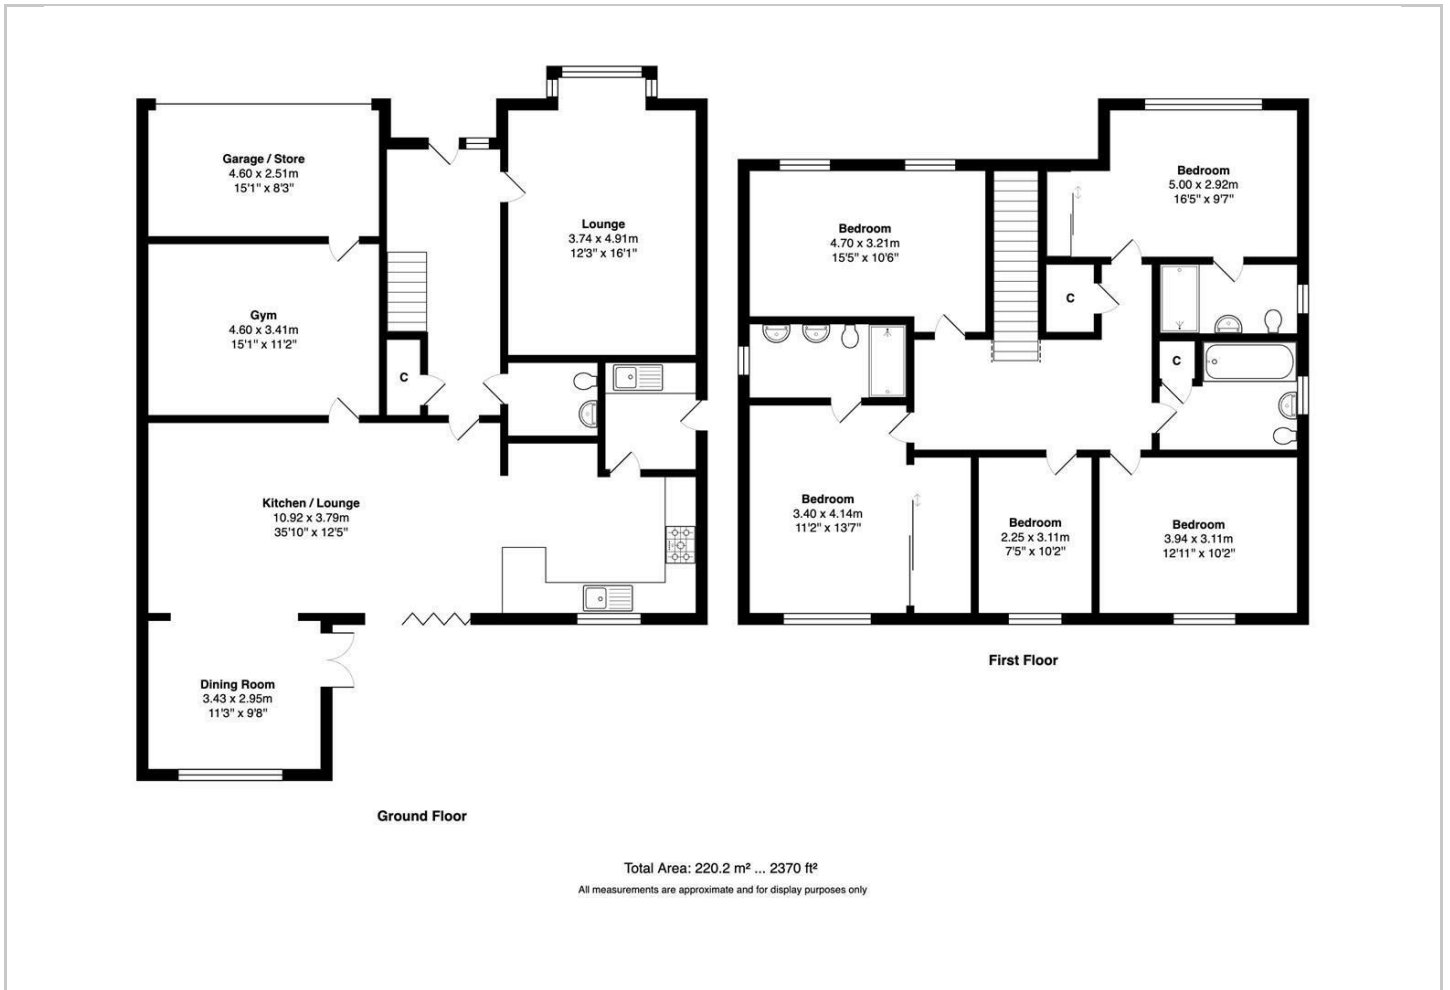 Garage / Store
4.60 x 2.51m
15'1" x 8'3"
Gym
4.60 x 3.41m
15'1" x 11'2"
Lounge
3.74 x 4.91m
12'3" x 16'1"
C
Kitchen / Lounge
10.92 x 3.79m
35'10" x 12'5"
Dining Room
3.43 x 2.95m
11'3" x 9'8"
Ground Floor
Bedroom
4.70 x 3.21m
15'5" x 10'6"
Bedroom
5.00 x 2.92m
16'5" x 9'7"
C
C
Bedroom
3.40 x 4.14m
11'2" x 13'7"
Bedroom
2.25 x 3.11m
7'5" x 10'2"
Bedroom
3.94 x 3.11m
12'11" x 10'2"
First Floor
Total Area: 220.2 m² ... 2370 ft²
All measurements are approximate and for display purposes only